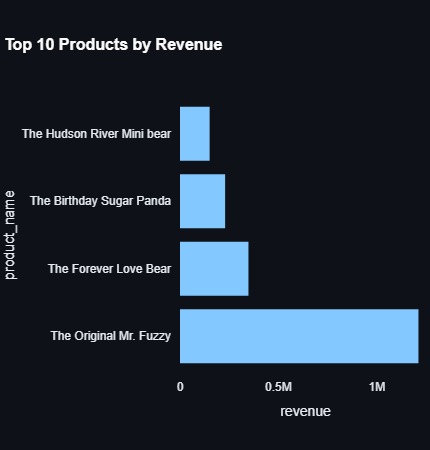 Top 10 Products by Revenue
The Hudson River Mini bear
The Birthday Sugar Panda
The Forever Love Bear
The Original Mr. Fuzzy
product_name
0 0.5M 1M
revenue